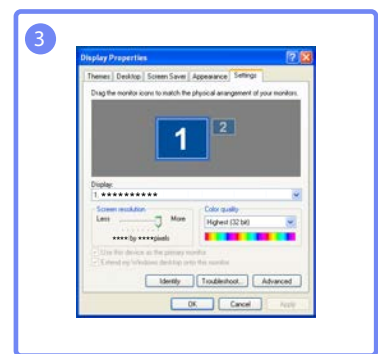 3
Display Properties
Themes Desktop Screen Saver Appearance Settings
Drag the monitor icons to match the physical arrangement of your monitors.
1 2
Display:
1. **********
Screen resolution
Less More
**** by **** pixels
Color quality
Highest (32 bit)
Use this device as the primary monitor
Extend my Windows desktop onto this monitor
Identify Troubleshoot... Advanced
OK Cancel Apply